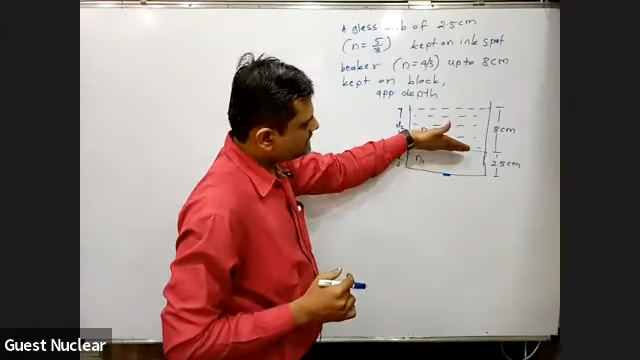 A glass of 2.5cm
(n = 5/3) kept on ink spot
beaker (n = 4/3) upto 8cm
kept on block,
app depth
8cm
n1
2.5cm
Guest Nuclear